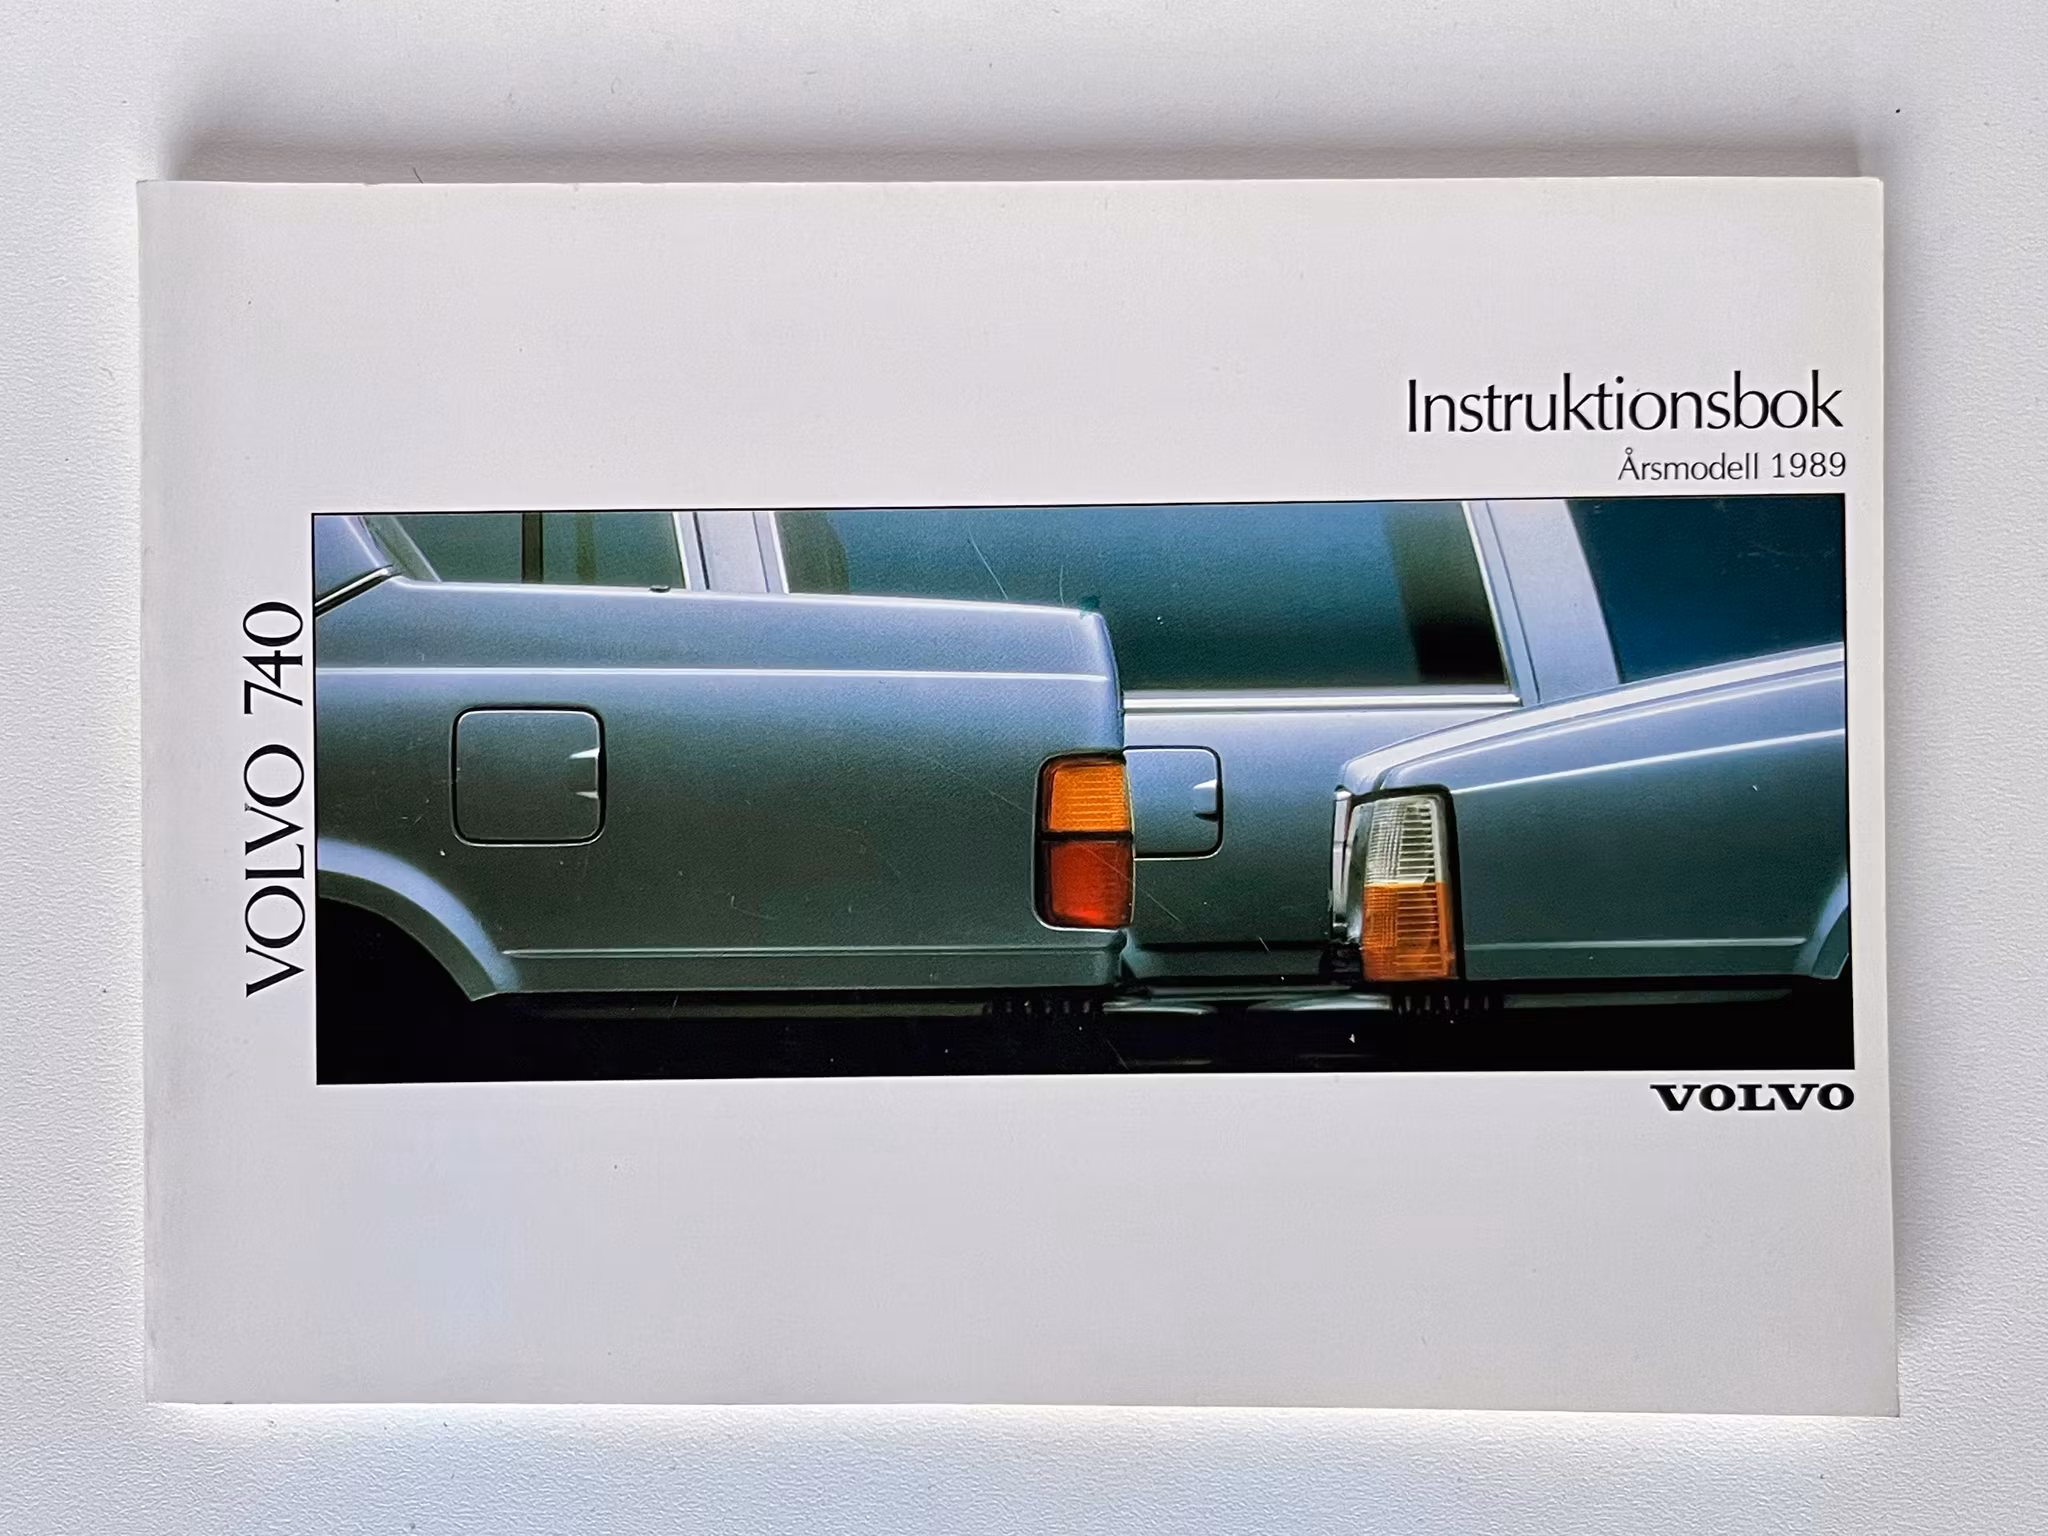 Instruktionsbok
Årsmodell 1989
VOLVO 740
VOLVO